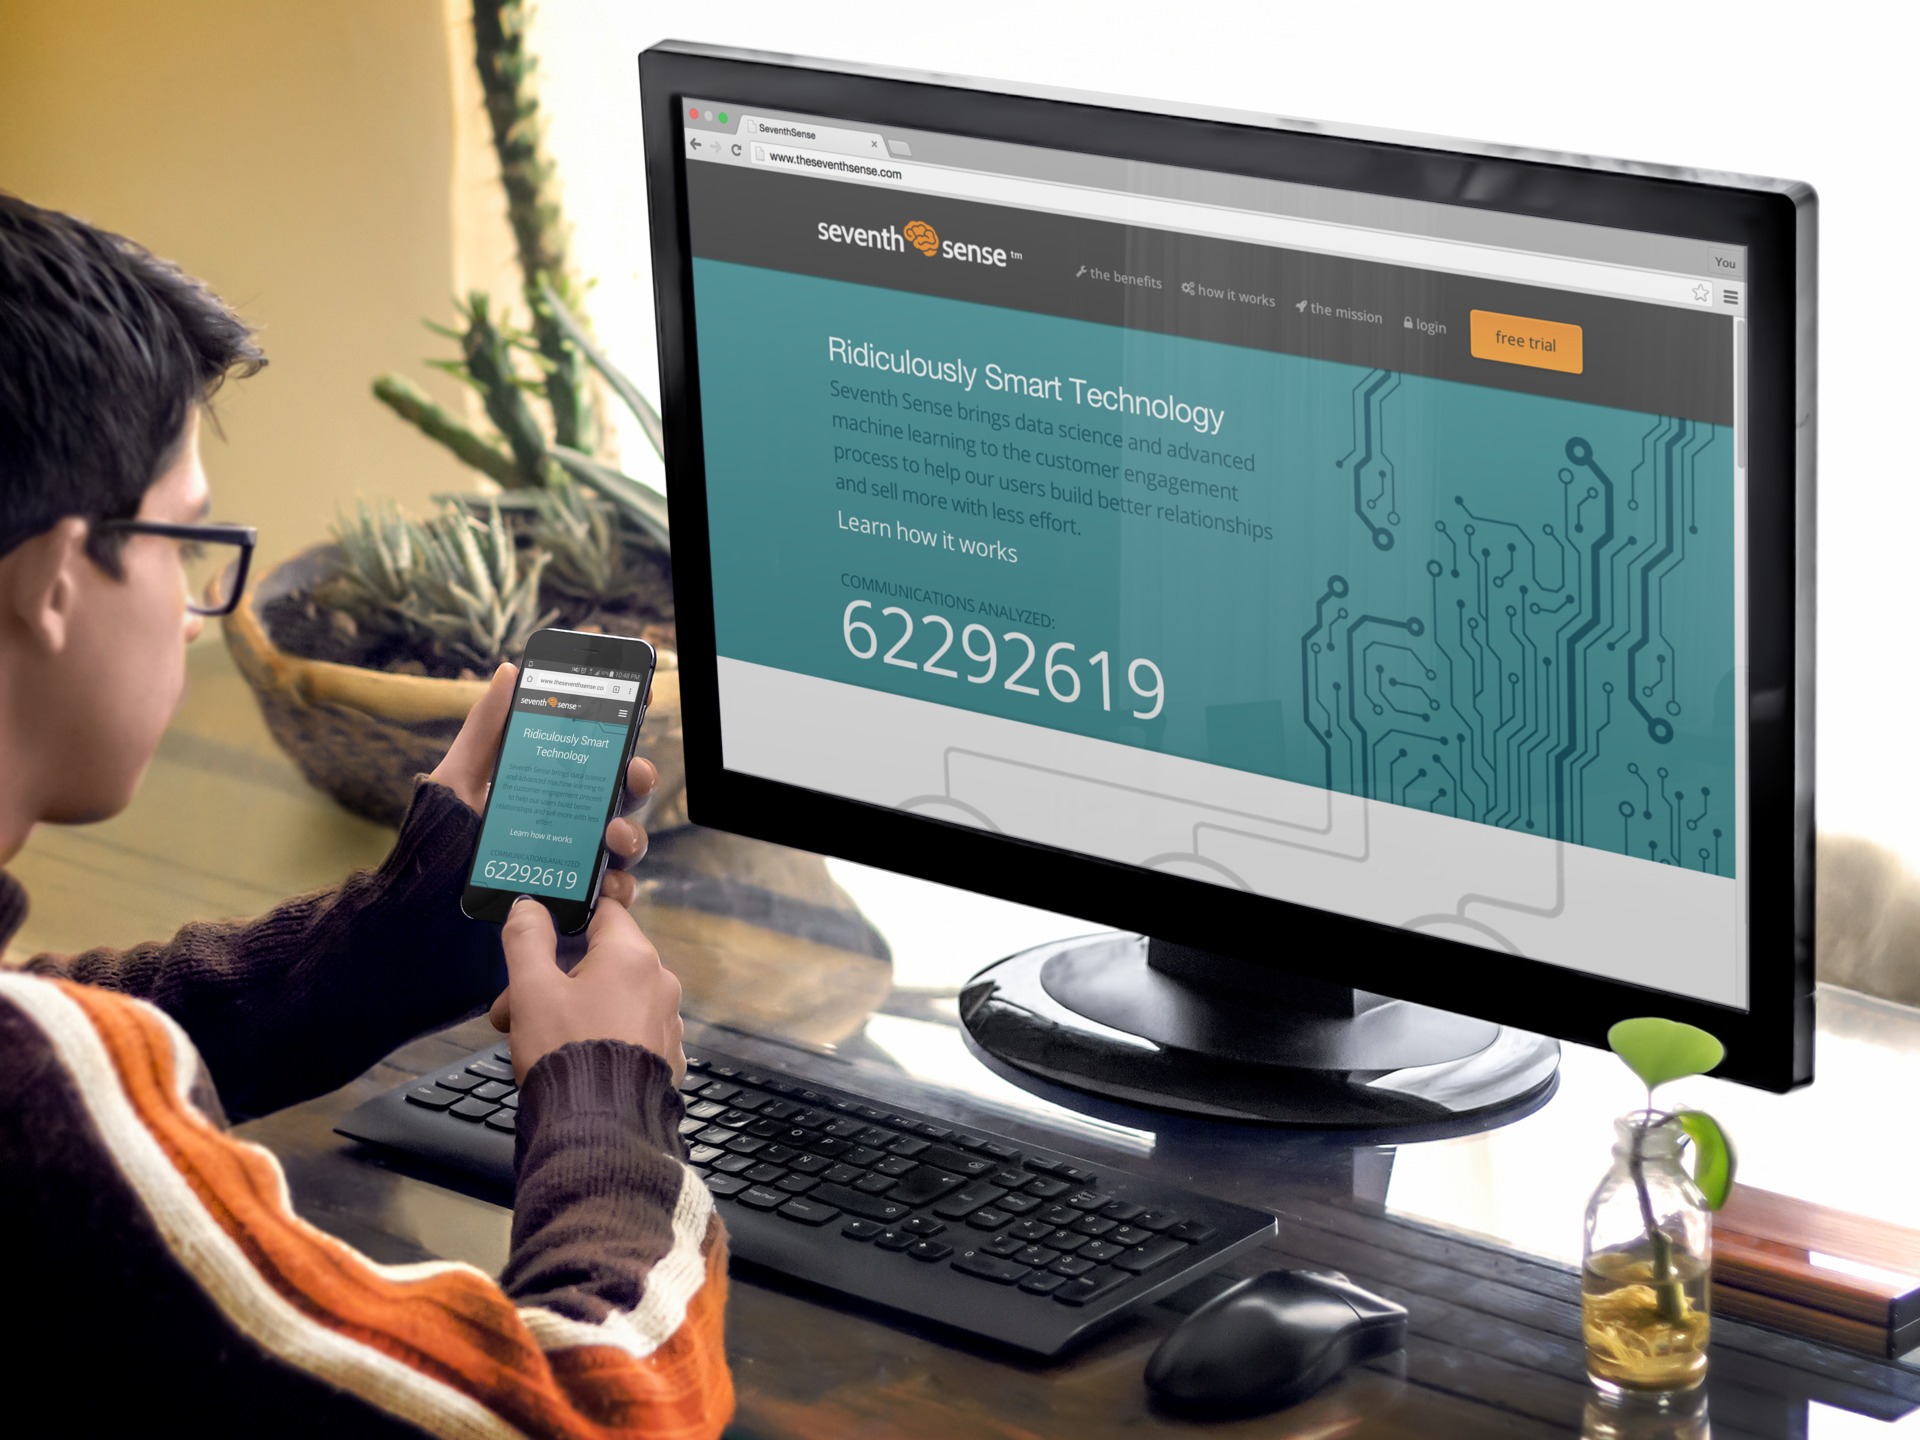 SeventhSense
www.theseventhsense.com
You
seventh sense tm
the benefits
how it works
the mission
login
free trial
Ridiculously Smart Technology
Seventh Sense brings data science and advanced
machine learning to the customer engagement
process to help our users build better relationships
and sell more with less effort.
Learn how it works
COMMUNICATIONS ANALYZED:
62292619
10:48 PM
www.theseventhsense.co
seventh sense
Ridiculously Smart
Technology
Seventh Sense brings data science
and advanced machine learning to
the customer engagement process
to help our users build better
relationships and sell more with less
effort.
Learn how it works
COMMUNICATIONS ANALYZED:
62292619